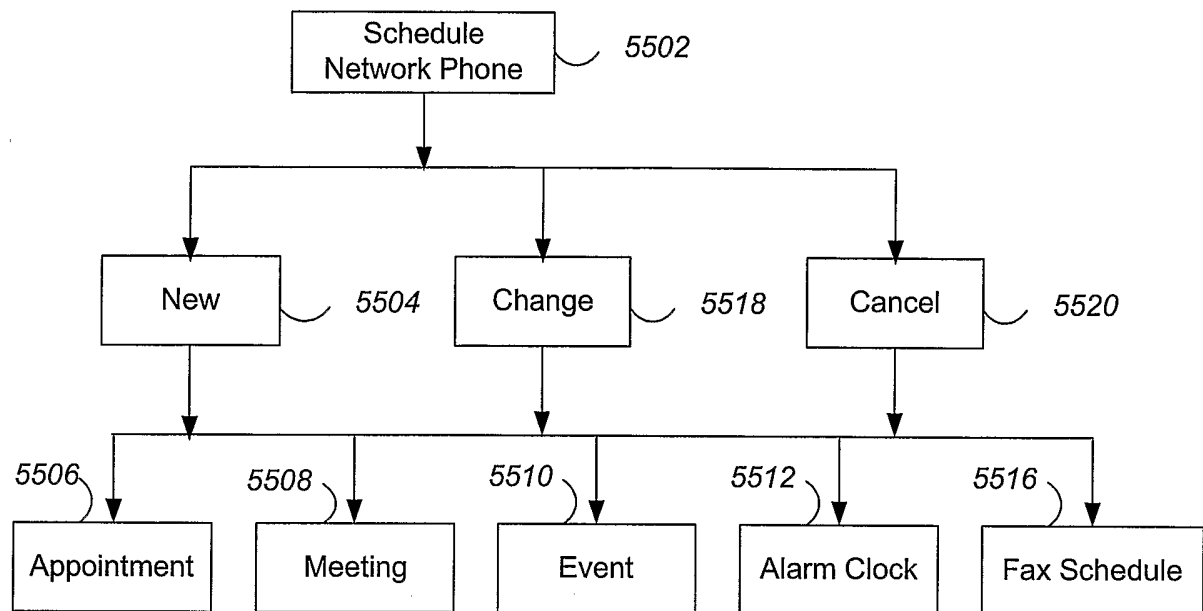 Schedule
Network Phone
5502
New
5504
Change
5518
Cancel
5520
5506
5508
5510
5512
5516
Appointment
Meeting
Event
Alarm Clock
Fax Schedule